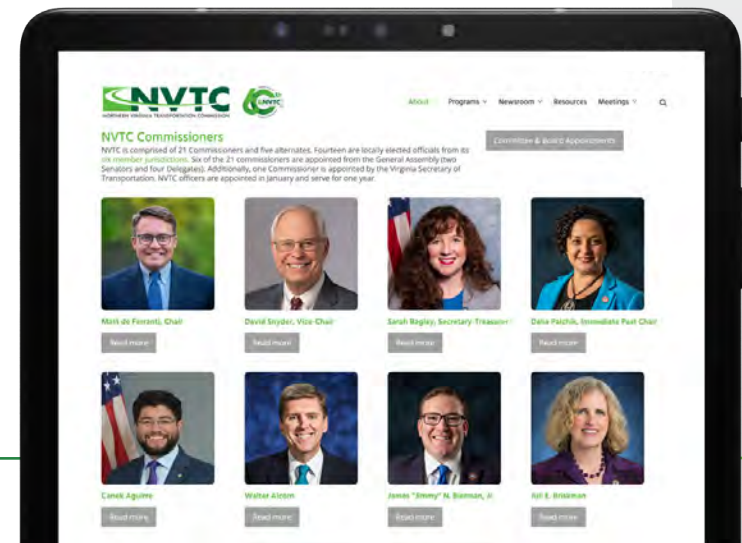 NVTC
NORTHERN VIRGINIA TRANSPORTATION COMMISSION
60
NVTC
About Programs Newsroom Resources Meetings
NVTC Commissioners
Committee & Board Appointments
NVTC is comprised of 21 Commissioners and five alternates. Fourteen are locally elected officials from its
six member jurisdictions. Six of the 21 commissioners are appointed from the General Assembly (two
Senators and four Delegates). Additionally, one Commissioner is appointed by the Virginia Secretary of
Transportation. NVTC officers are appointed in January and serve for one year.
Matt de Ferranti, Chair
David Snyder, Vice-Chair
Sarah Bagley, Secretary-Treasurer
Dalia Palchik, Immediate Past Chair
Read more
Read more
Read more
Read more
Canek Aguirre
Walter Alcorn
James "Jimmy" N. Bierman, Jr
Juli E. Briskman
Read more
Read more
Read more
Read more